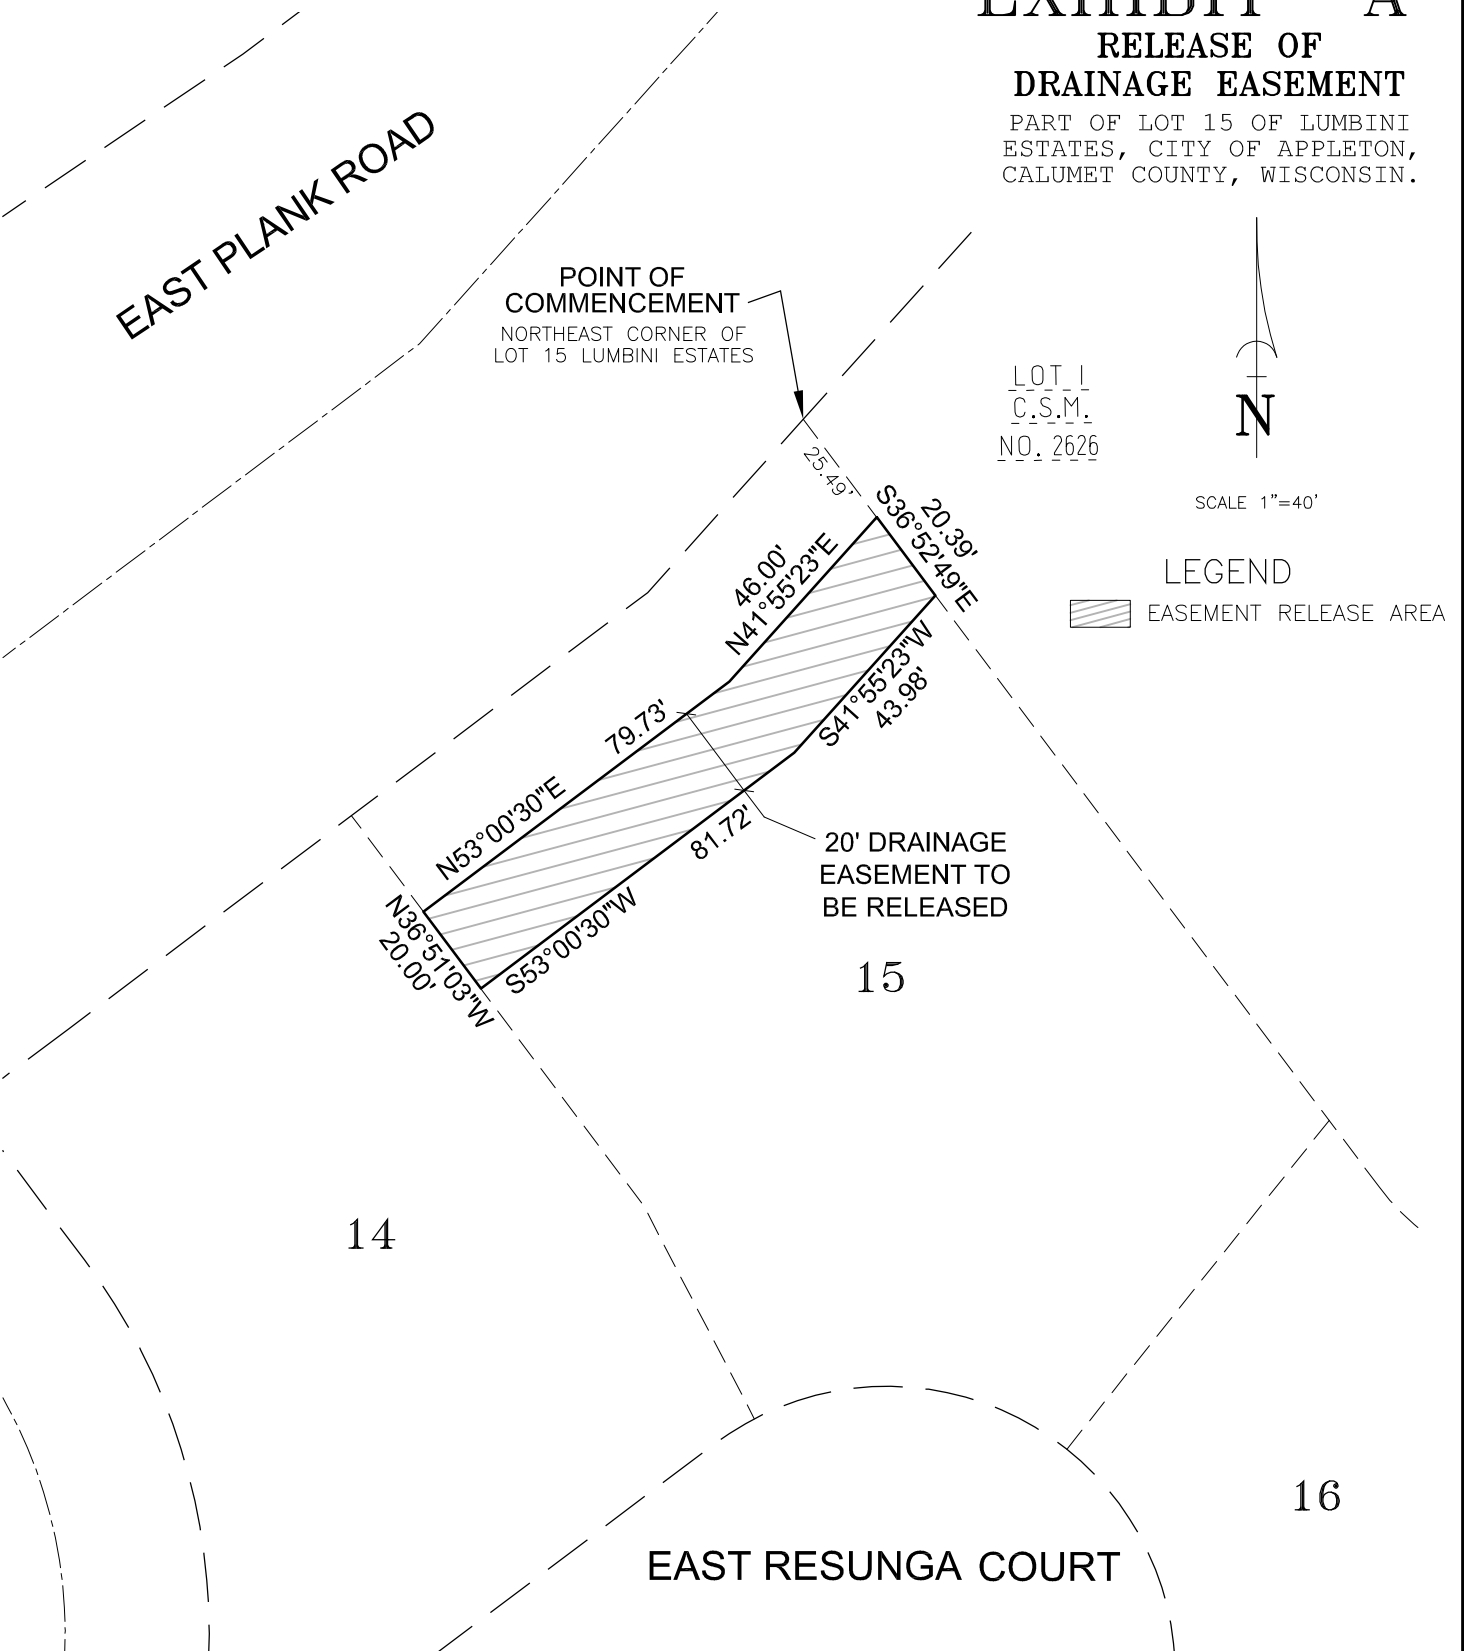 EXHIBIT "A"
RELEASE OF
DRAINAGE EASEMENT
PART OF LOT 15 OF LUMBINI
ESTATES, CITY OF APPLETON,
CALUMET COUNTY, WISCONSIN.
EAST PLANK ROAD
POINT OF
COMMENCEMENT
NORTHEAST CORNER OF
LOT 15 LUMBINI ESTATES
LOT 1
C.S.M.
NO. 2626
N
SCALE 1"=40'
LEGEND
EASEMENT RELEASE AREA
25.49'
20.39'
S36°52'49"E
46.00'
N41°55'23"E
S41°55'23"W
43.98'
79.73'
N53°00'30"E
81.72'
S53°00'30"W
N36°51'03"W
20.00'
20' DRAINAGE
EASEMENT TO
BE RELEASED
15
14
16
EAST RESUNGA COURT